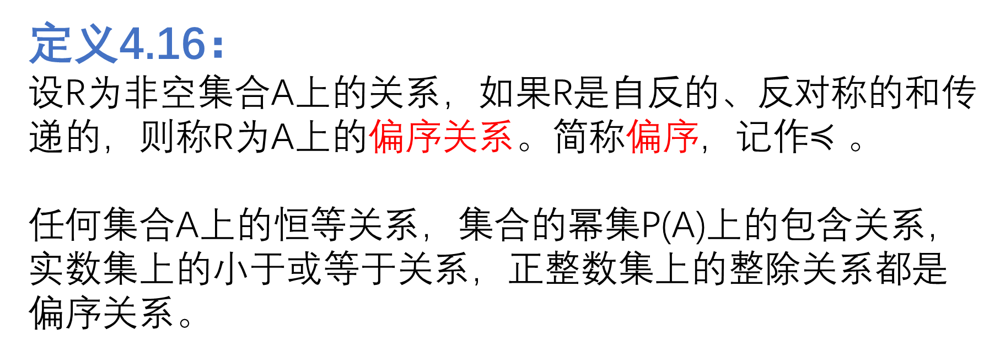 定义4.16：
设R为非空集合A上的关系，如果R是自反的、反对称的和传
递的，则称R为A上的偏序关系。简称偏序，记作≼ 。
任何集合A上的恒等关系，集合的幂集P(A)上的包含关系，
实数集上的小于或等于关系，正整数集上的整除关系都是
偏序关系。